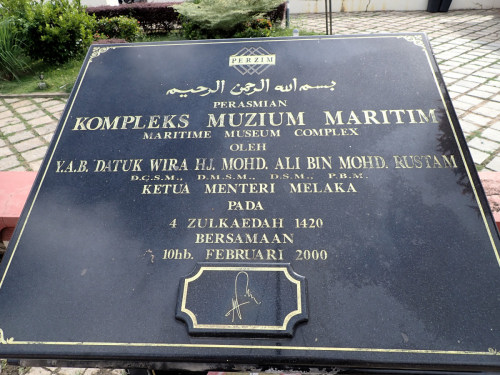 PERZIM
بسم الله الرحمن الرحيم
PERASMIAN
KOMPLEKS MUZIUM MARITIM
MARITIME MUSEUM COMPLEX
OLEH
Y.A.B. DATUK WIRA HJ. MOHD. ALI BIN MOHD. RUSTAM
D.C.S.M., D.M.S.M., D.S.M., P.B.M.
KETUA MENTERI MELAKA
PADA
4 ZULKAEDAH 1420
BERSAMAAN
10hb. FEBRUARI 2000